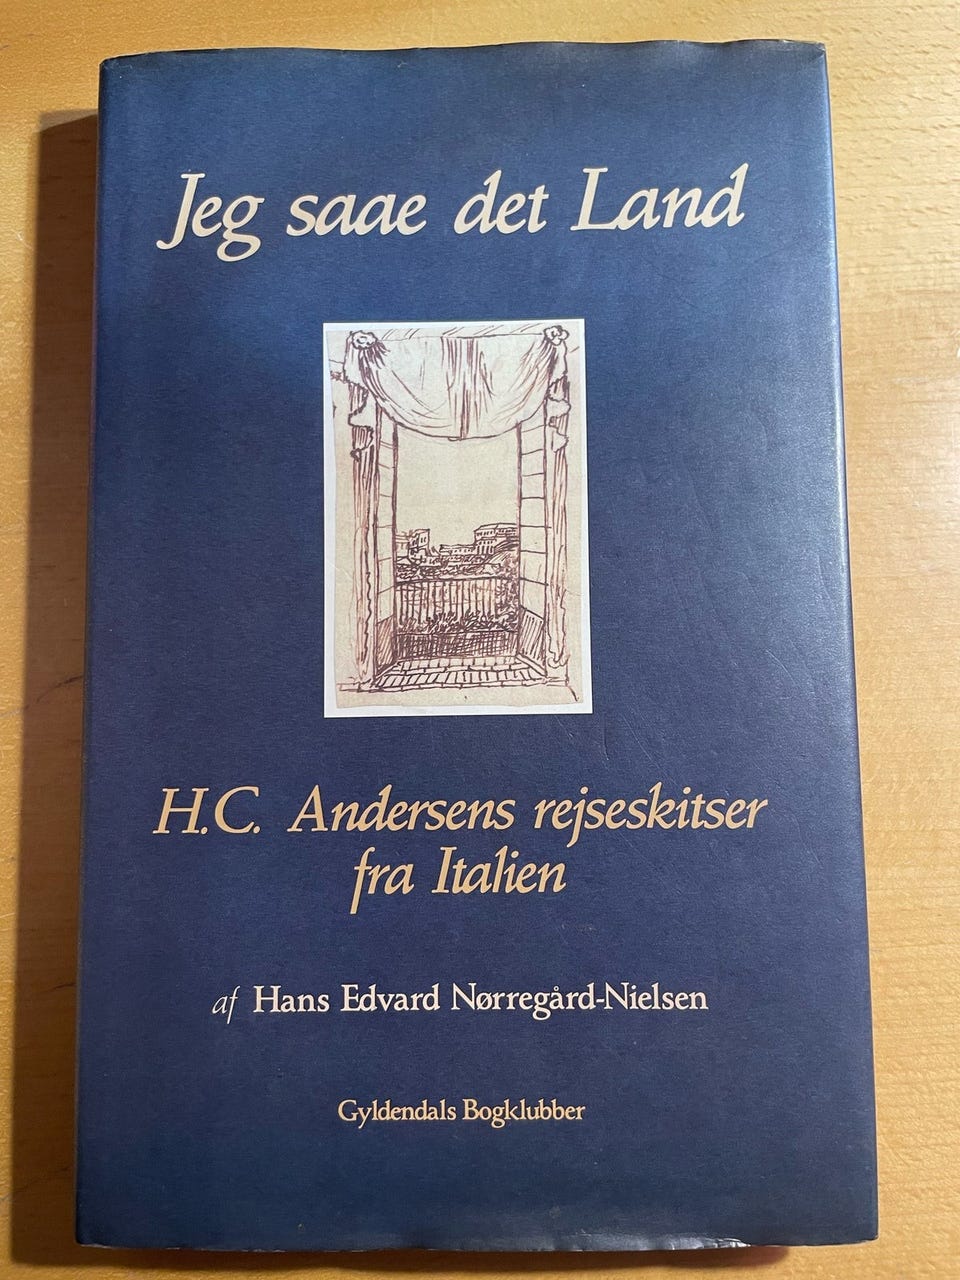 Jeg saae det Land
H.C. Andersens rejseskitser
fra Italien
af Hans Edvard Nørregård-Nielsen
Gyldendals Bogklubber